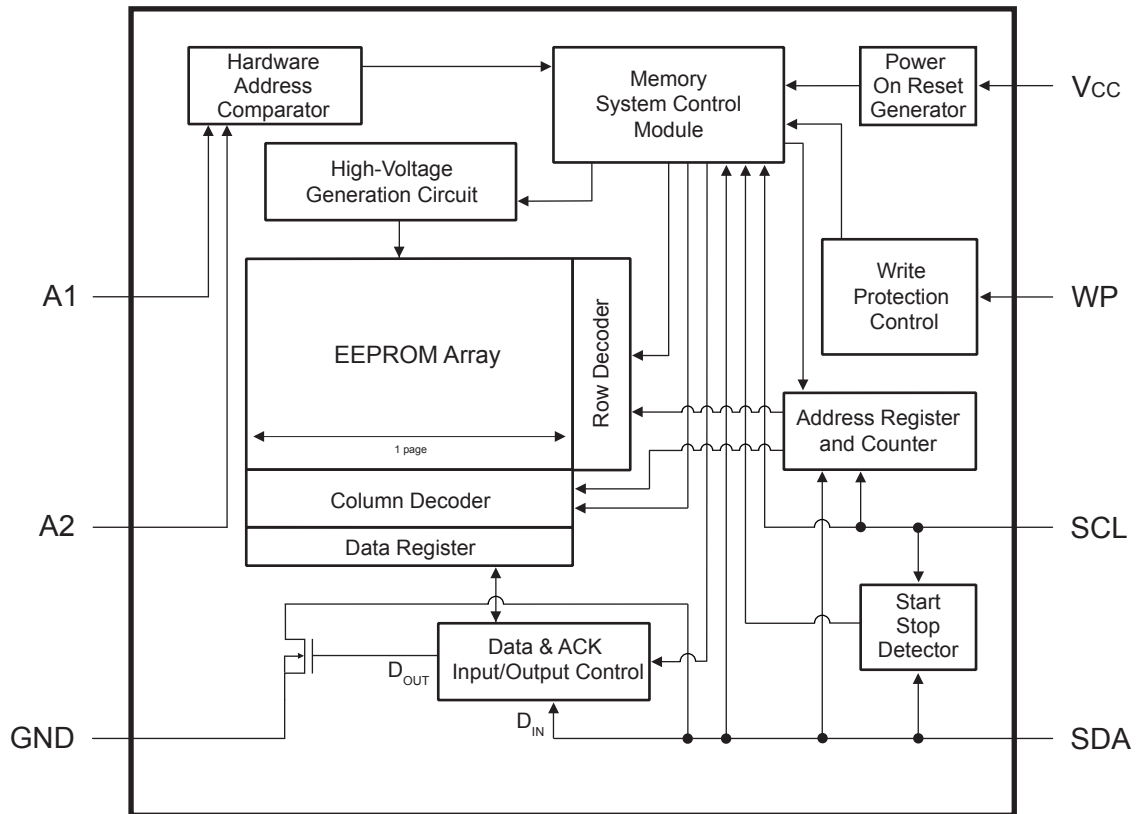 Hardware
Address
Comparator
Memory
System Control
Module
Power
On Reset
Generator
VCC
High-Voltage
Generation Circuit
A1
EEPROM Array
Row Decoder
Write
Protection
Control
WP
1 page
Address Register
and Counter
Column Decoder
A2
Data Register
SCL
Start
Stop
Detector
Data & ACK
Input/Output Control
DOUT
DIN
GND
SDA